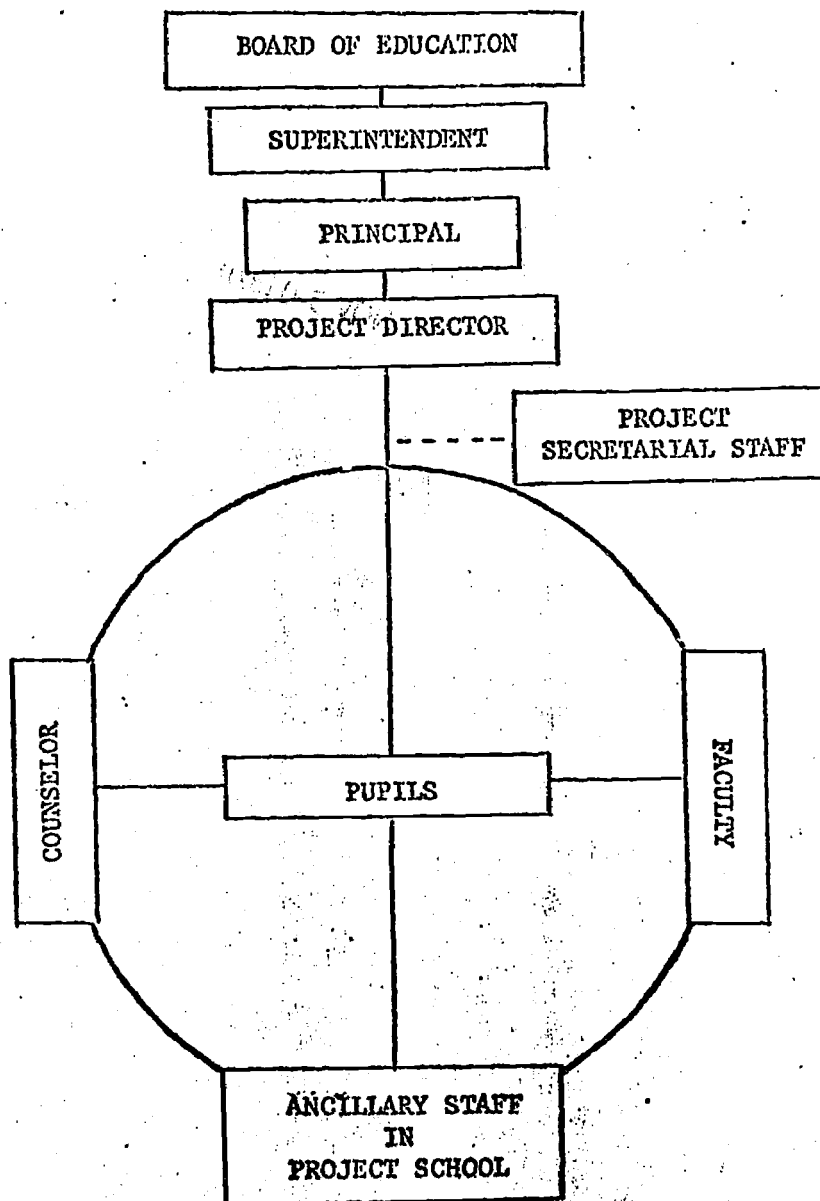 BOARD OF EDUCATION
SUPERINTENDENT
PRINCIPAL
PROJECT DIRECTOR
PROJECT
SECRETARIAL STAFF
COUNSELOR
PUPILS
FACULTY
ANCILLARY STAFF
IN
PROJECT SCHOOL